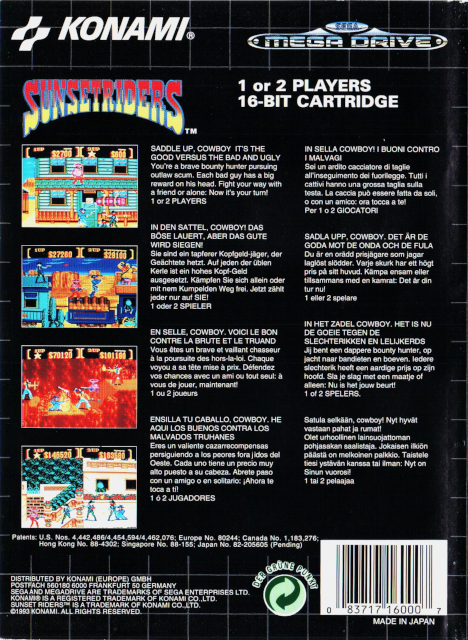 KONAMI®
SEGA
MEGA DRIVE
SUNSETRIDERS™
1 or 2 PLAYERS
16-BIT CARTRIDGE
SADDLE UP, COWBOY IT'S THE
GOOD VERSUS THE BAD AND UGLY
You're a brave bounty hunter pursuing
outlaw scum. Each bad guy has a big
reward on his head. Fight your way with
a friend or alone: Now it's your turn!
1 or 2 PLAYERS
IN SELLA COWBOY! I BUONI CONTRO
I MALVAGI
Sei un ardito cacciatore di taglie
all'inseguimento dei fuorilegge. Tutti i
cattivi hanno una grossa taglia sulla
testa. La caccia può essere fatta da soli,
o con un amico: ora tocca a te!
Per 1 o 2 GIOCATORI
IN DEN SATTEL, COWBOY! DAS
BÖSE LAUERT, ABER DAS GUTE
WIRD SIEGEN!
Sie sind ein tapferer Kopfgeld-jäger, der
Geächtete hetzt. Auf jeden der üblen
Kerle ist ein hohes Kopf-Geld
ausgesetzt. Kämpfen Sie sich allein oder
mit nem Kumpelden Weg frei. Jetzt zählt
jeder nur auf SIE!
1 oder 2 SPIELER
SADLA UPP, COWBOY. DET ÄR DE
GODA MOT DE ONDA OCH DE FULA
Du är en orädd prisjägare som jagar
laglöst slödder. Varje skurk har ett högt
pris på sitt huvud. Kämpa ensam eller
tillsammans med en kamrat: Det är din
tur nu!
1 eller 2 spelare
EN SELLE, COWBOY. VOICI LE BON
CONTRE LA BRUTE ET LE TRUAND
Vous êtes un brave et vaillant chasseur
à la poursuite des hors-la-loi. Chaque
voyou a sa tête mise à prix. Défendez
vos chances avec un ami ou tout seul: à
vous de jouer, maintenant!
1 ou 2 joueurs
IN HET ZADEL COWBOY. HET IS NU
DE GOEIE TEGEN DE
SLECHTERIKKEN EN LELIJKERDS
Jij bent een dappere bounty hunter, op
jacht naar bandieten en boeven. Iedere
slechterik heeft een aardige prijs op zijn
hoofd. Sla je slag met een maatje of
alleen: Nu is het jouw beurt!
1 of 2 SPELERS.
ENSILLA TU CABALLO, COWBOY. HE
AQUI LOS BUENOS CONTRA LOS
MALVADOS TRUHANES
Eres un valiente cazarrecompensas
persiguiendo a los peores fora jidos del
Oeste. Cada uno tiene un precio muy
alto puesto a su cabeza. Abrete paso
con un amigo o en solitario: ¡Ahora te
toca a ti!
1 ó 2 JUGADORES
Satula selkään, cowboy! Nyt hyvät
vastaan pahat ja rumat!
Olet urhoollinen lainsuojattoman
pohjasakan saalistaja. Jokaisen ilkiön
päästä on melkoinen palkkio. Taistele
tiesi ystävän kanssa tai ilman: Nyt on
Sinun vuorosi!
1 tai 2 pelaajaa
Patents: U.S. Nos. 4,442,486/4,454,594/4,462,076; Europe No. 80244; Canada No. 1,183,276;
Hong Kong No. 88-4302; Singapore No. 88-155; Japan No. 82-205605 (Pending)
DISTRIBUTED BY KONAMI (EUROPE) GMBH
POSTFACH 560180 6000 FRANKFURT 50 GERMANY
SEGA AND MEGADRIVE ARE TRADEMARKS OF SEGA ENTERPRISES LTD.
KONAMI® IS A REGISTERED TRADEMARK OF KONAMI CO.,LTD.
SUNSET RIDERS™ IS A TRADEMARK OF KONAMI CO.,LTD.
©1993 KONAMI. ALL RIGHTS RESERVED.
DER GRÜNE PUNKT
0 83717 16000 7
MADE IN JAPAN